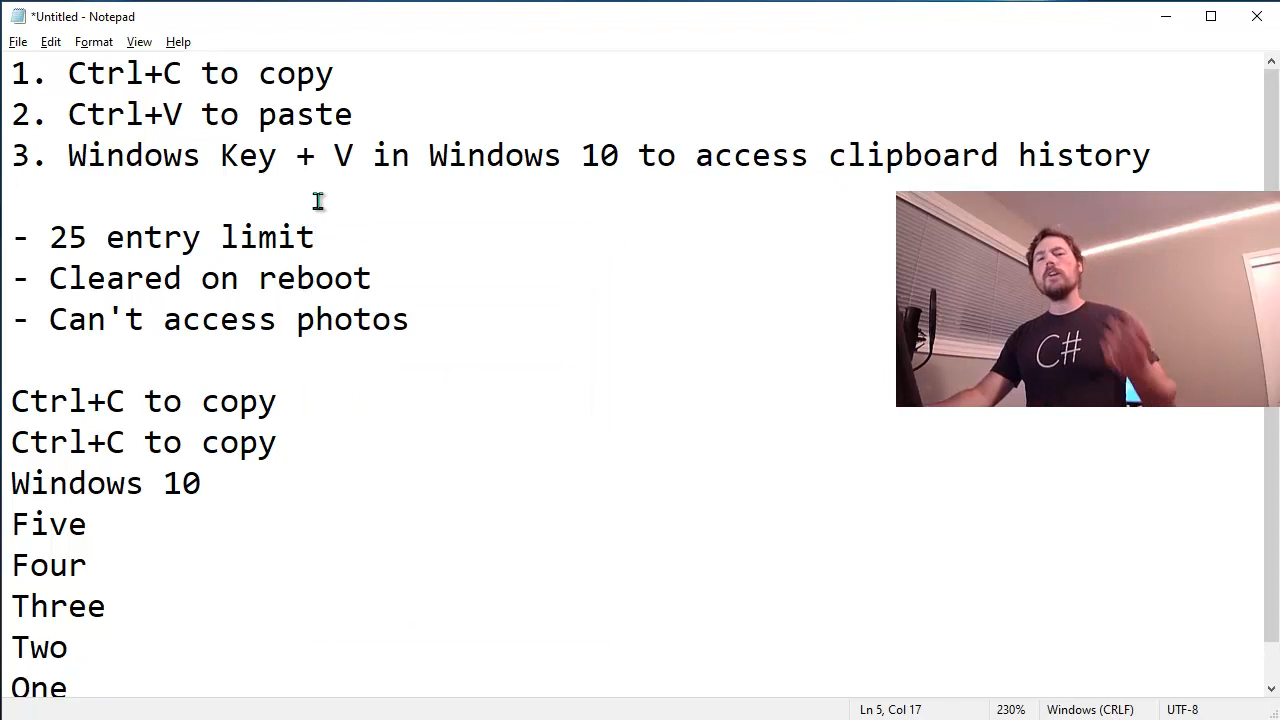 *Untitled - Notepad
File Edit Format View Help
1. Ctrl+C to copy
2. Ctrl+V to paste
3. Windows Key + V in Windows 10 to access clipboard history
- 25 entry limit
- Cleared on reboot
- Can't access photos
C#
Ctrl+C to copy
Ctrl+C to copy
Windows 10
Five
Four
Three
Two
One
Ln 5, Col 17 230% Windows (CRLF) UTF-8